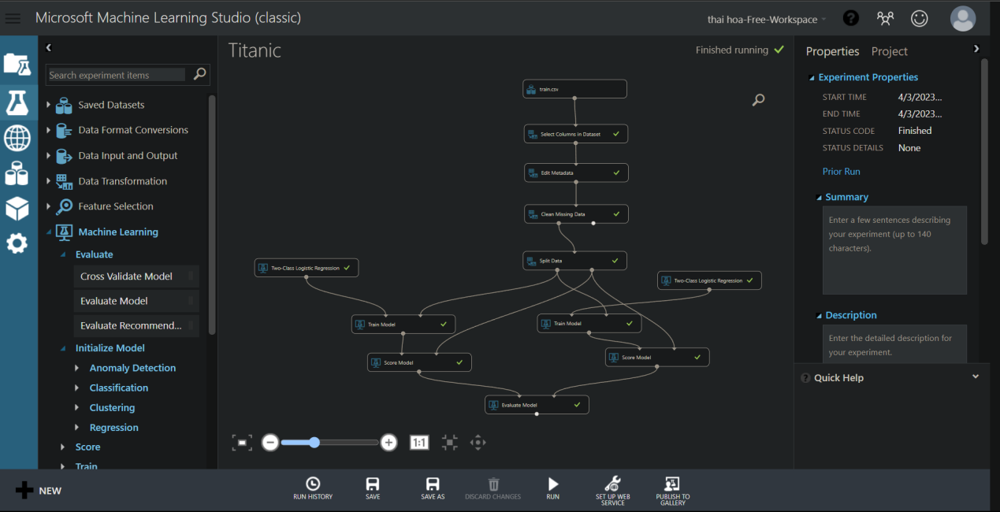 Microsoft Machine Learning Studio (classic)
thai hoa-Free-Workspace
?
Search experiment items
Saved Datasets
Data Format Conversions
Data Input and Output
Data Transformation
Feature Selection
Machine Learning
Evaluate
Cross Validate Model
Evaluate Model
Evaluate Recommend...
Initialize Model
Anomaly Detection
Classification
Clustering
Regression
Score
Train
Titanic
Finished running
train.csv
Select Columns in Dataset
Edit Metadata
Clean Missing Data
Split Data
Two-Class Logistic Regression
Two-Class Logistic Regression
Train Model
Train Model
Score Model
Score Model
Evaluate Model
1:1
Properties Project
Experiment Properties
START TIME 4/3/2023...
END TIME 4/3/2023...
STATUS CODE Finished
STATUS DETAILS None
Prior Run
Summary
Enter a few sentences describing
your experiment (up to 140
characters).
Description
Enter the detailed description for
your experiment.
? Quick Help
NEW
RUN HISTORY
SAVE
SAVE AS
DISCARD CHANGES
RUN
SET UP WEB
SERVICE
PUBLISH TO
GALLERY